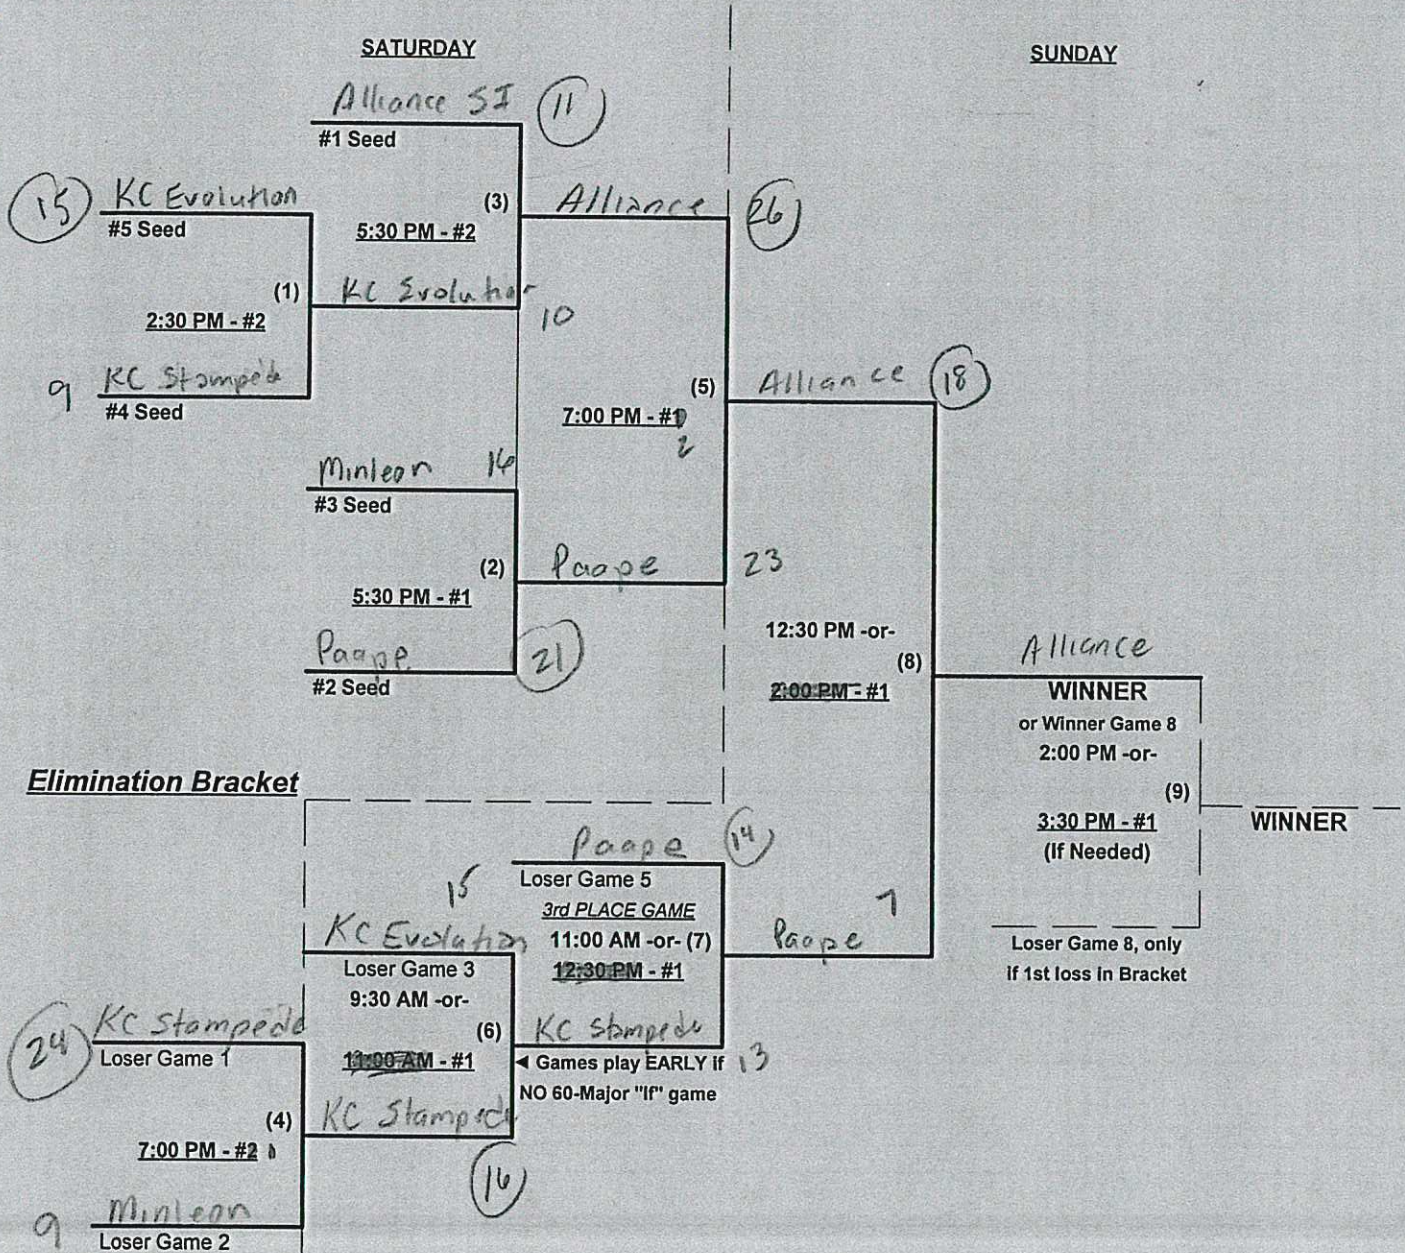 SATURDAY
SUNDAY
Alliance SI 11
#1 Seed
15 KC Evolution
#5 Seed
(3)
5:30 PM - #2
Alliance 26
(1)
2:30 PM - #2
KC Evolution
10
9 KC Stampede
#4 Seed
(5)
7:00 PM - #1
2
Alliance 18
Minleon 16
#3 Seed
(2)
5:30 PM - #1
Paape 23
Paape 21
#2 Seed
12:30 PM -or-
(8)
2:00 PM - #1
Alliance
WINNER
or Winner Game 8
2:00 PM -or-
(9)
3:30 PM - #1
(If Needed)
WINNER
Loser Game 8, only
if 1st loss in Bracket
Elimination Bracket
Paape 14
Loser Game 5
3rd PLACE GAME
11:00 AM -or- (7)
12:30 PM - #1
15
KC Evolution
Loser Game 3
9:30 AM -or-
(6)
11:00 AM - #1
Paape 7
KC Stampede 13
◄ Games play EARLY if
NO 60-Major "If" game
24 KC Stampede
Loser Game 1
(4)
7:00 PM - #2
KC Stampede
16
9 Minleon
Loser Game 2